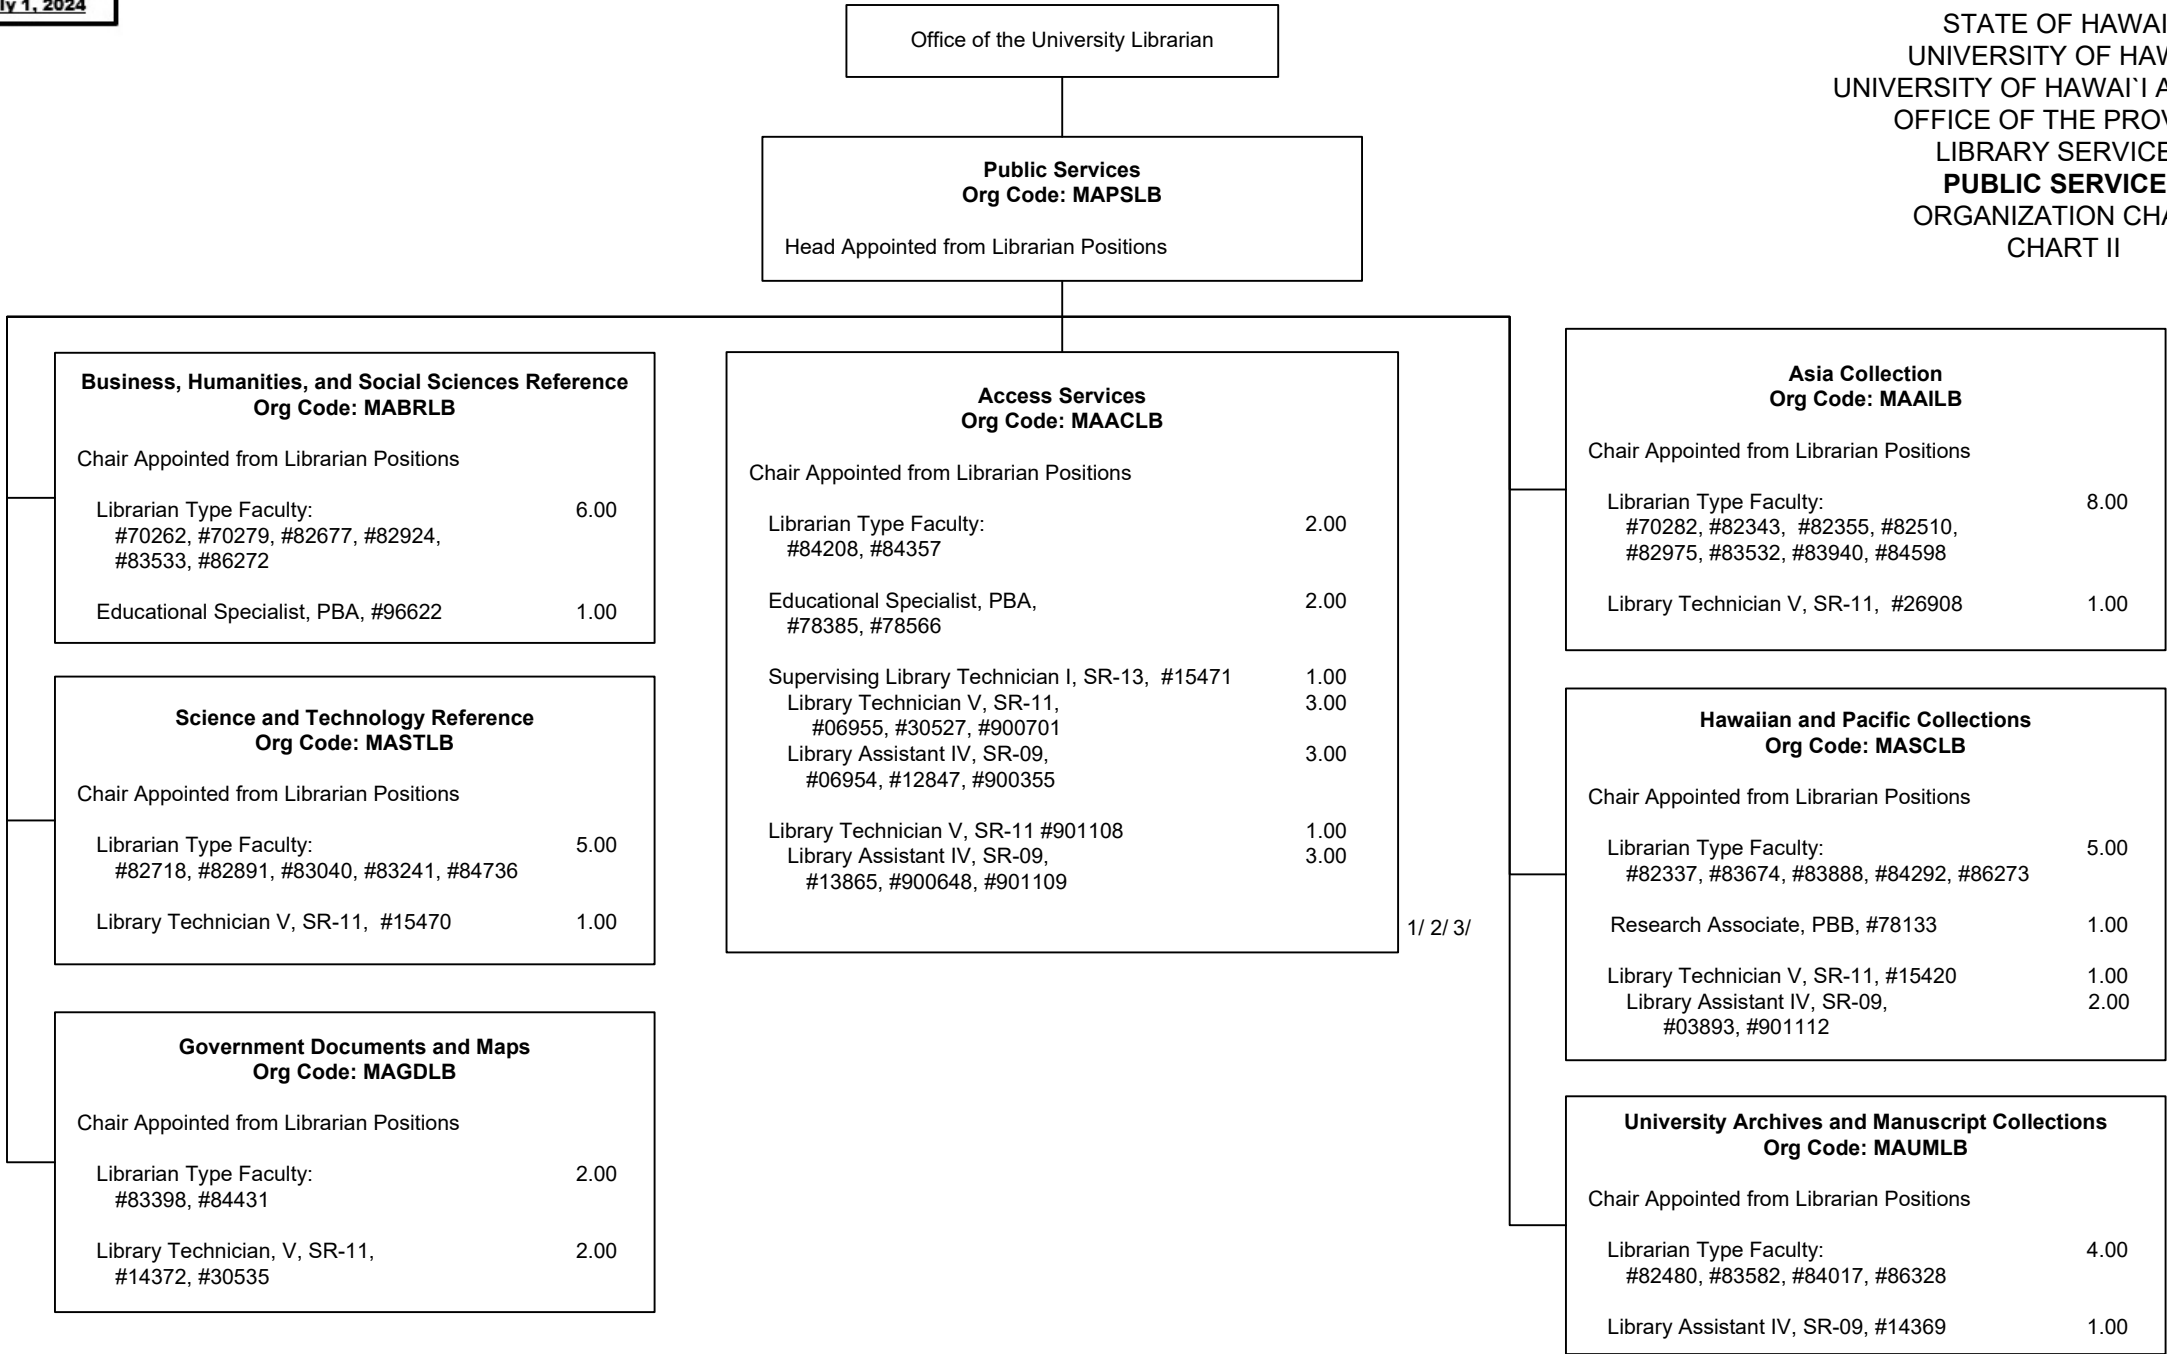 ly 1, 2024
STATE OF HAWAI
UNIVERSITY OF HAW
UNIVERSITY OF HAWAI`I A
OFFICE OF THE PROV
LIBRARY SERVICE
PUBLIC SERVICE
ORGANIZATION CHA
CHART II
Office of the University Librarian
Public Services
Org Code: MAPSLB
Head Appointed from Librarian Positions
Business, Humanities, and Social Sciences Reference
Org Code: MABRLB
Chair Appointed from Librarian Positions
Librarian Type Faculty: 6.00
#70262, #70279, #82677, #82924,
#83533, #86272
Educational Specialist, PBA, #96622 1.00
Science and Technology Reference
Org Code: MASTLB
Chair Appointed from Librarian Positions
Librarian Type Faculty: 5.00
#82718, #82891, #83040, #83241, #84736
Library Technician V, SR-11, #15470 1.00
Government Documents and Maps
Org Code: MAGDLB
Chair Appointed from Librarian Positions
Librarian Type Faculty: 2.00
#83398, #84431
Library Technician, V, SR-11, 2.00
#14372, #30535
Access Services
Org Code: MAACLB
Chair Appointed from Librarian Positions
Librarian Type Faculty: 2.00
#84208, #84357
Educational Specialist, PBA, 2.00
#78385, #78566
Supervising Library Technician I, SR-13, #15471 1.00
Library Technician V, SR-11, 3.00
#06955, #30527, #900701
Library Assistant IV, SR-09, 3.00
#06954, #12847, #900355
Library Technician V, SR-11 #901108 1.00
Library Assistant IV, SR-09, 3.00
#13865, #900648, #901109
1/ 2/ 3/
Asia Collection
Org Code: MAAILB
Chair Appointed from Librarian Positions
Librarian Type Faculty: 8.00
#70282, #82343, #82355, #82510,
#82975, #83532, #83940, #84598
Library Technician V, SR-11, #26908 1.00
Hawaiian and Pacific Collections
Org Code: MASCLB
Chair Appointed from Librarian Positions
Librarian Type Faculty: 5.00
#82337, #83674, #83888, #84292, #86273
Research Associate, PBB, #78133 1.00
Library Technician V, SR-11, #15420 1.00
Library Assistant IV, SR-09, 2.00
#03893, #901112
University Archives and Manuscript Collections
Org Code: MAUMLB
Chair Appointed from Librarian Positions
Librarian Type Faculty: 4.00
#82480, #83582, #84017, #86328
Library Assistant IV, SR-09, #14369 1.00